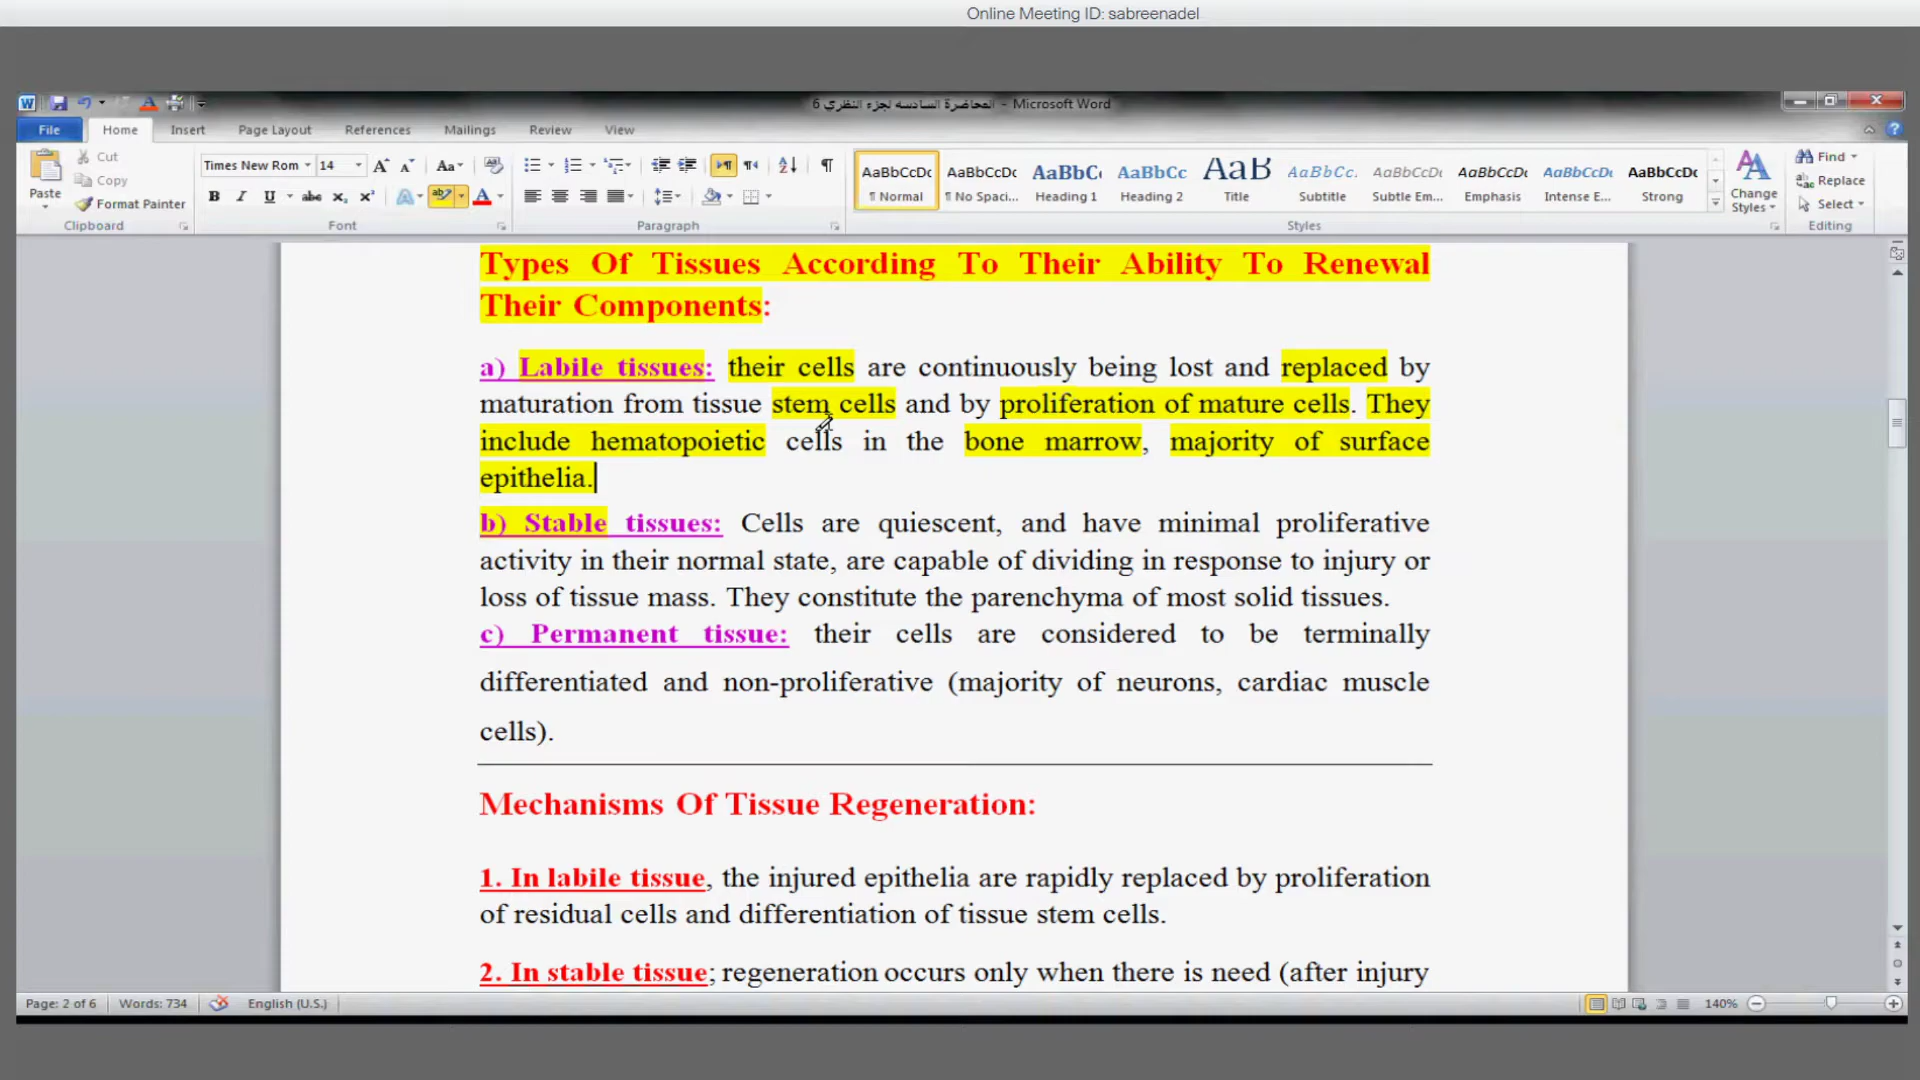 Online Meeting ID: sabreenadel
المحاضرة السادسه لجزء النظري 6 - Microsoft Word
File Home Insert Page Layout References Mailings Review View
Paste Cut Copy Format Painter Clipboard
Times New Rom 14 Font
Paragraph
AaBbCcDc AaBbCcDc AaBbC AaBbCc AaB AaBbCc. AaBbCcDc AaBbCcDc AaBbCcDc AaBbCcDc
¶ Normal ¶ No Spaci... Heading 1 Heading 2 Title Subtitle Subtle Em... Emphasis Intense E... Strong
Styles
Change Styles
Find Replace Select Editing
Types Of Tissues According To Their Ability To Renewal
Their Components:
a) Labile tissues: their cells are continuously being lost and replaced by
maturation from tissue stem cells and by proliferation of mature cells. They
include hematopoietic cells in the bone marrow, majority of surface
epithelia.
b) Stable tissues: Cells are quiescent, and have minimal proliferative
activity in their normal state, are capable of dividing in response to injury or
loss of tissue mass. They constitute the parenchyma of most solid tissues.
c) Permanent tissue: their cells are considered to be terminally
differentiated and non-proliferative (majority of neurons, cardiac muscle
cells).
Mechanisms Of Tissue Regeneration:
1. In labile tissue, the injured epithelia are rapidly replaced by proliferation
of residual cells and differentiation of tissue stem cells.
2. In stable tissue; regeneration occurs only when there is need (after injury
Page: 2 of 6 Words: 734 English (U.S.) 140%